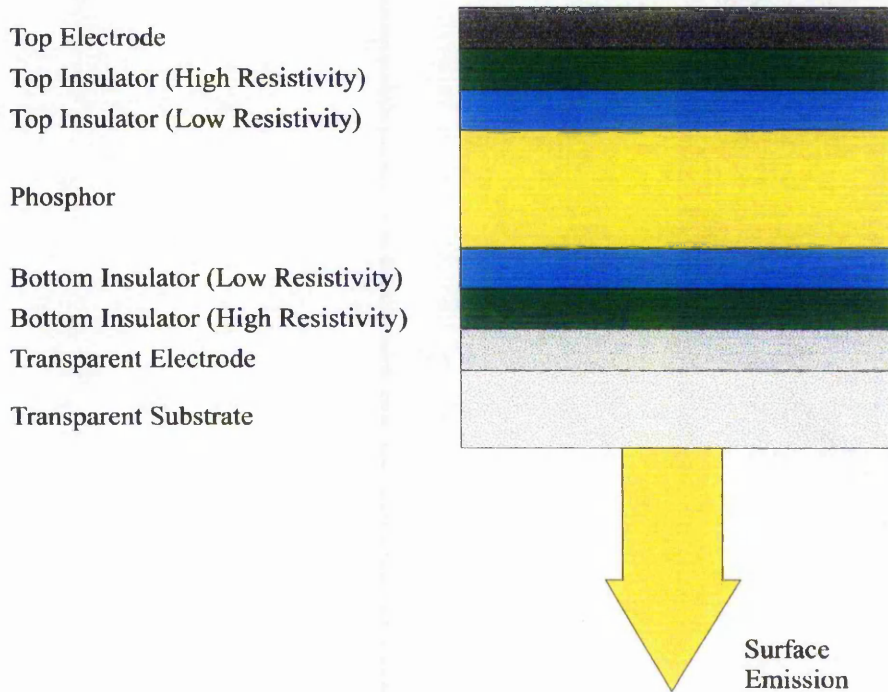 Top Electrode
Top Insulator (High Resistivity)
Top Insulator (Low Resistivity)
Phosphor
Bottom Insulator (Low Resistivity)
Bottom Insulator (High Resistivity)
Transparent Electrode
Transparent Substrate
Surface
Emission